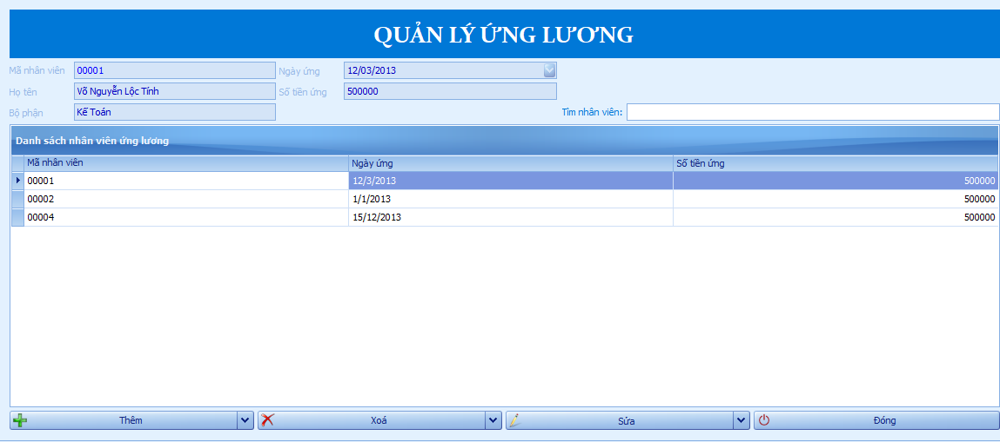 QUẢN LÝ ỨNG LƯƠNG
Mã nhân viên 00001 Ngày ứng 12/03/2013
Họ tên Võ Nguyễn Lộc Tính Số tiền ứng 500000
Bộ phận Kế Toán Tìm nhân viên:
Danh sách nhân viên ứng lương
Mã nhân viên Ngày ứng Số tiền ứng
00001 12/3/2013 500000
00002 1/1/2013 500000
00004 15/12/2013 500000
Thêm Xoá Sửa Đóng